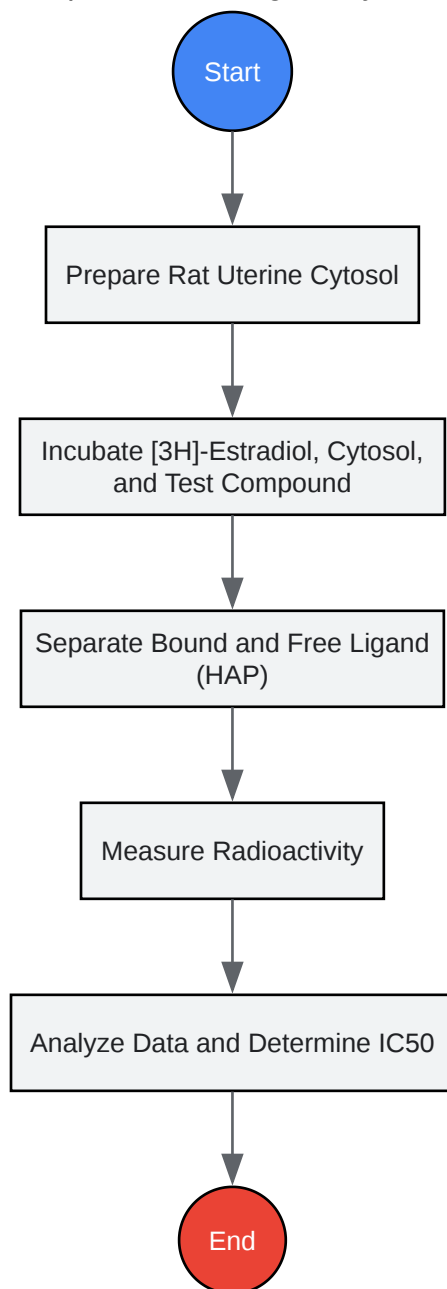 Start
Prepare Rat Uterine Cytosol
Incubate [3H]-Estradiol, Cytosol,
and Test Compound
Separate Bound and Free Ligand
(HAP)
Measure Radioactivity
Analyze Data and Determine IC50
End